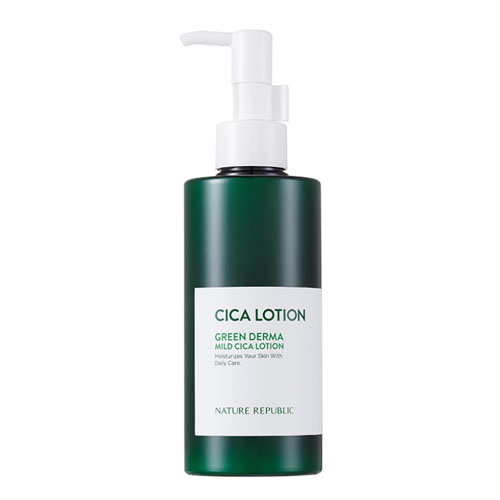 CICA LOTION
GREEN DERMA
MILD CICA LOTION
Moisturizes Your Skin With
Daily Care.
NATURE REPUBLIC